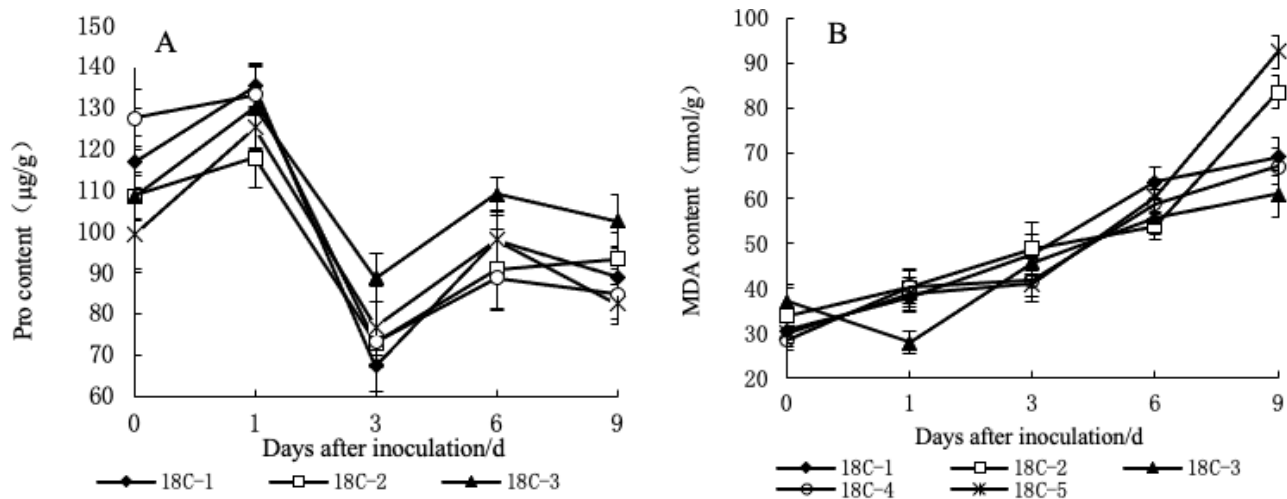 A
150
140
130
120
110
100
90
80
70
60
Pro content (μg/g)
0 1 3 6 9
Days after inoculation/d
18C-1 18C-2 18C-3
B
100
90
80
70
60
50
40
30
20
MDA content (nmol/g)
0 1 3 6 9
Days after inoculation/d
18C-1 18C-2 18C-3
18C-4 18C-5